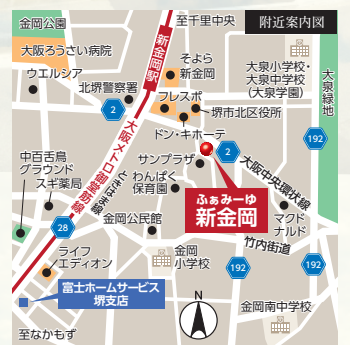 金岡公園
至千里中央
附近案内図
大阪ろうさい病院
新金岡駅
そよら
新金岡
大泉小学校・
大泉中学校
(大泉学園)
大泉緑地
ウエルシア
北堺警察署
フレスポ
2
堺市北区役所
ドン・キホーテ
192
中百舌鳥
グラウンド
大阪メトロ御堂筋線
ときはま線
サンプラザ
2
大阪中央環状線
スギ薬局
わんぱく
保育園
ふぁみーゆ
新金岡
マクド
ナルド
金岡公民館
28
竹内街道
ライフ
エディオン
金岡
小学校
192
192
富士ホームサービス
堺支店
N
金岡南中学校
至なかもず